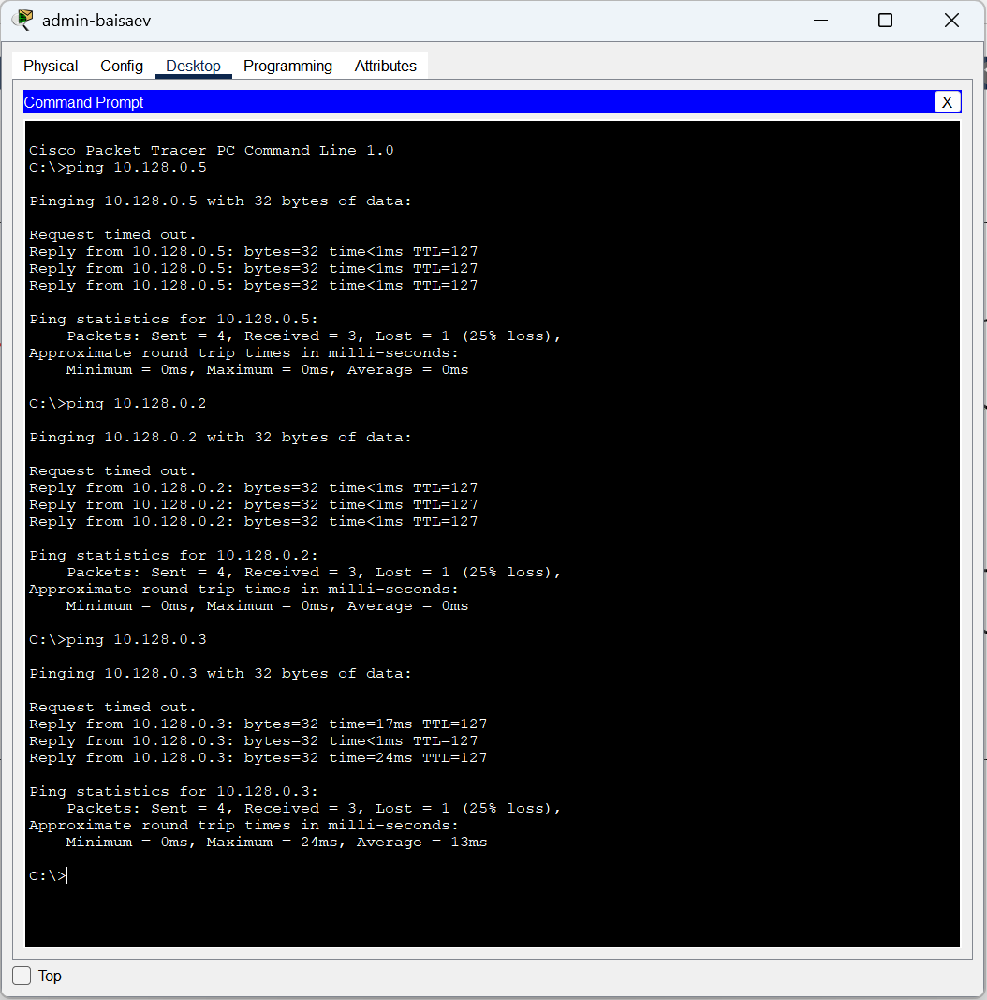 admin-baisaev
Physical Config Desktop Programming Attributes
Command Prompt X
Cisco Packet Tracer PC Command Line 1.0
C:\>ping 10.128.0.5
Pinging 10.128.0.5 with 32 bytes of data:
Request timed out.
Reply from 10.128.0.5: bytes=32 time<1ms TTL=127
Reply from 10.128.0.5: bytes=32 time<1ms TTL=127
Reply from 10.128.0.5: bytes=32 time<1ms TTL=127
Ping statistics for 10.128.0.5:
Packets: Sent = 4, Received = 3, Lost = 1 (25% loss),
Approximate round trip times in milli-seconds:
Minimum = 0ms, Maximum = 0ms, Average = 0ms
C:\>ping 10.128.0.2
Pinging 10.128.0.2 with 32 bytes of data:
Request timed out.
Reply from 10.128.0.2: bytes=32 time<1ms TTL=127
Reply from 10.128.0.2: bytes=32 time<1ms TTL=127
Reply from 10.128.0.2: bytes=32 time<1ms TTL=127
Ping statistics for 10.128.0.2:
Packets: Sent = 4, Received = 3, Lost = 1 (25% loss),
Approximate round trip times in milli-seconds:
Minimum = 0ms, Maximum = 0ms, Average = 0ms
C:\>ping 10.128.0.3
Pinging 10.128.0.3 with 32 bytes of data:
Request timed out.
Reply from 10.128.0.3: bytes=32 time=17ms TTL=127
Reply from 10.128.0.3: bytes=32 time<1ms TTL=127
Reply from 10.128.0.3: bytes=32 time=24ms TTL=127
Ping statistics for 10.128.0.3:
Packets: Sent = 4, Received = 3, Lost = 1 (25% loss),
Approximate round trip times in milli-seconds:
Minimum = 0ms, Maximum = 24ms, Average = 13ms
C:\>
Top